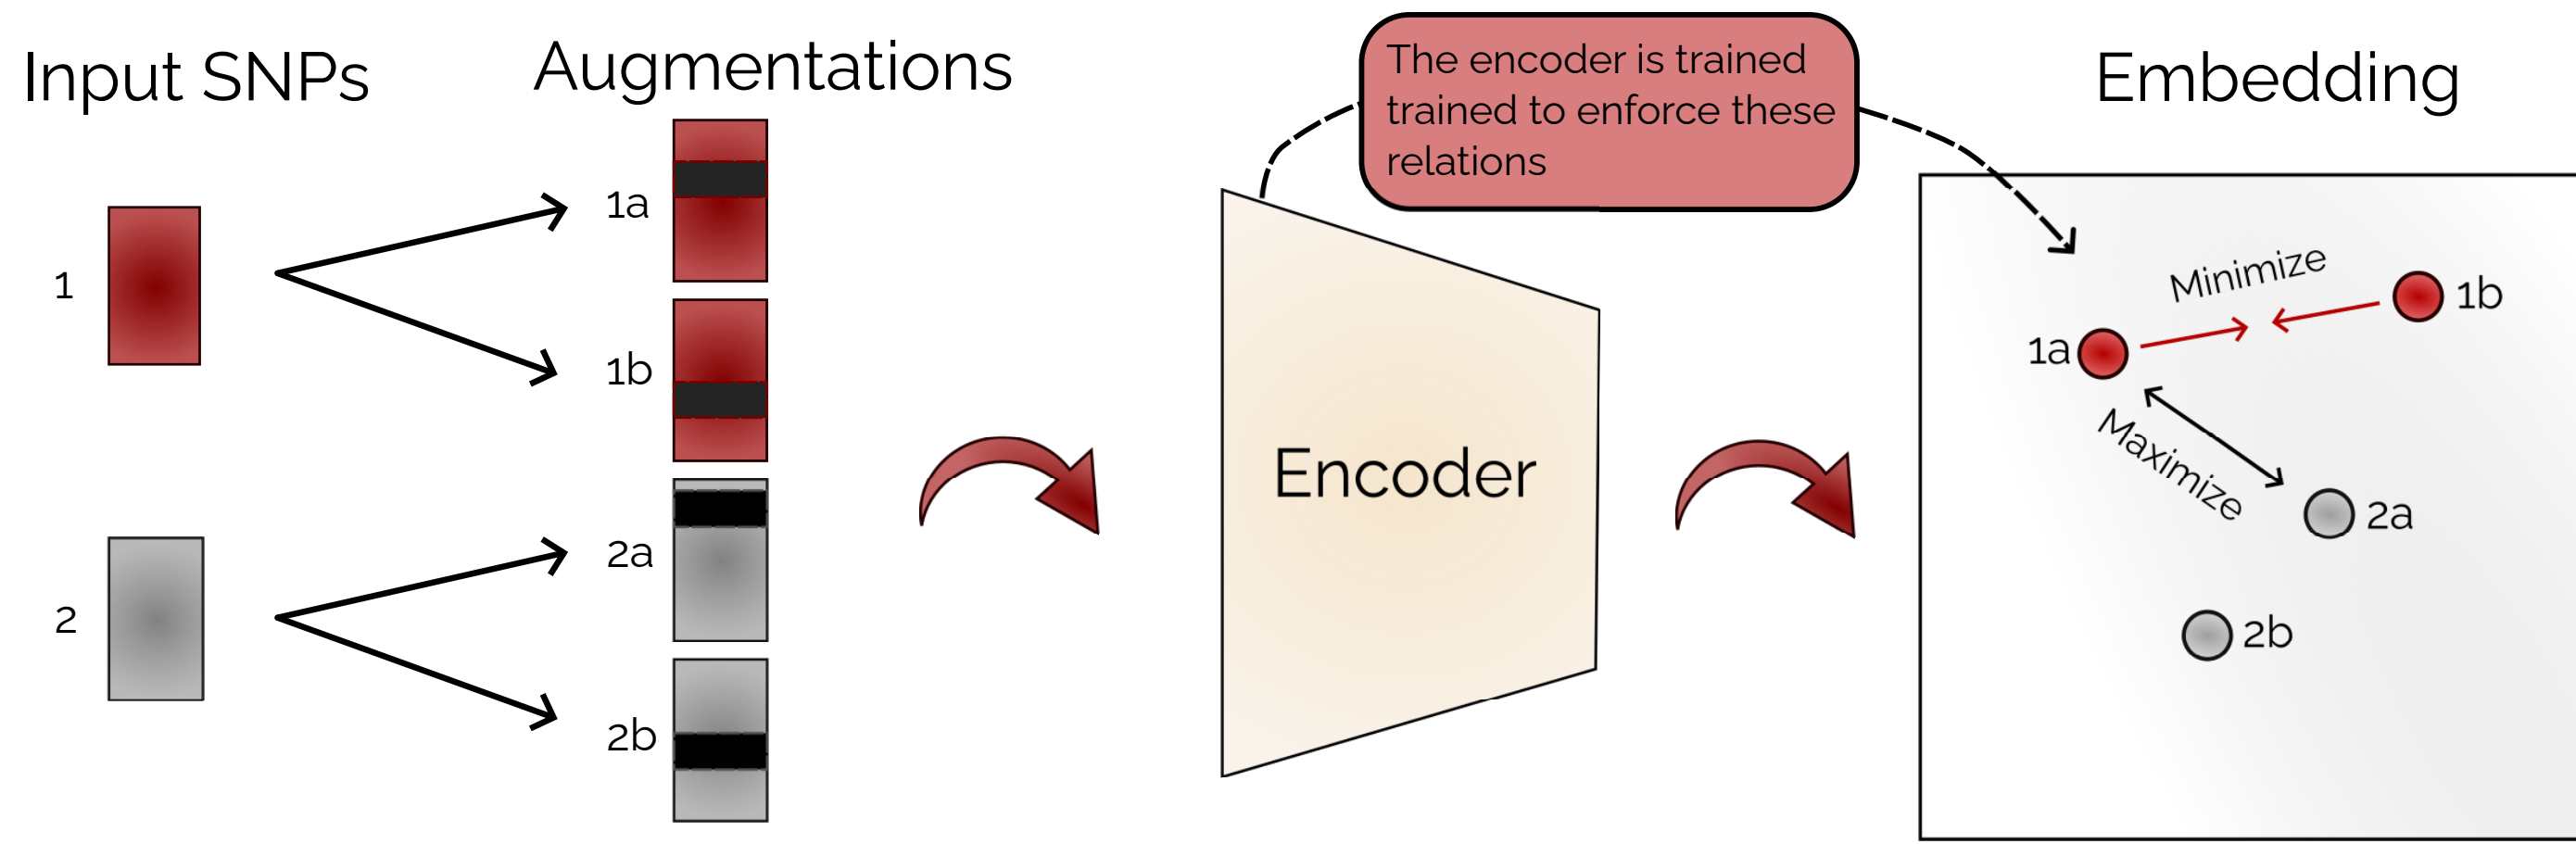 Input SNPs
Augmentations
The encoder is trained
trained to enforce these
relations
Embedding
1
1a
1b
2
2a
2b
Encoder
Minimize
1b
1a
Maximize
2a
2b